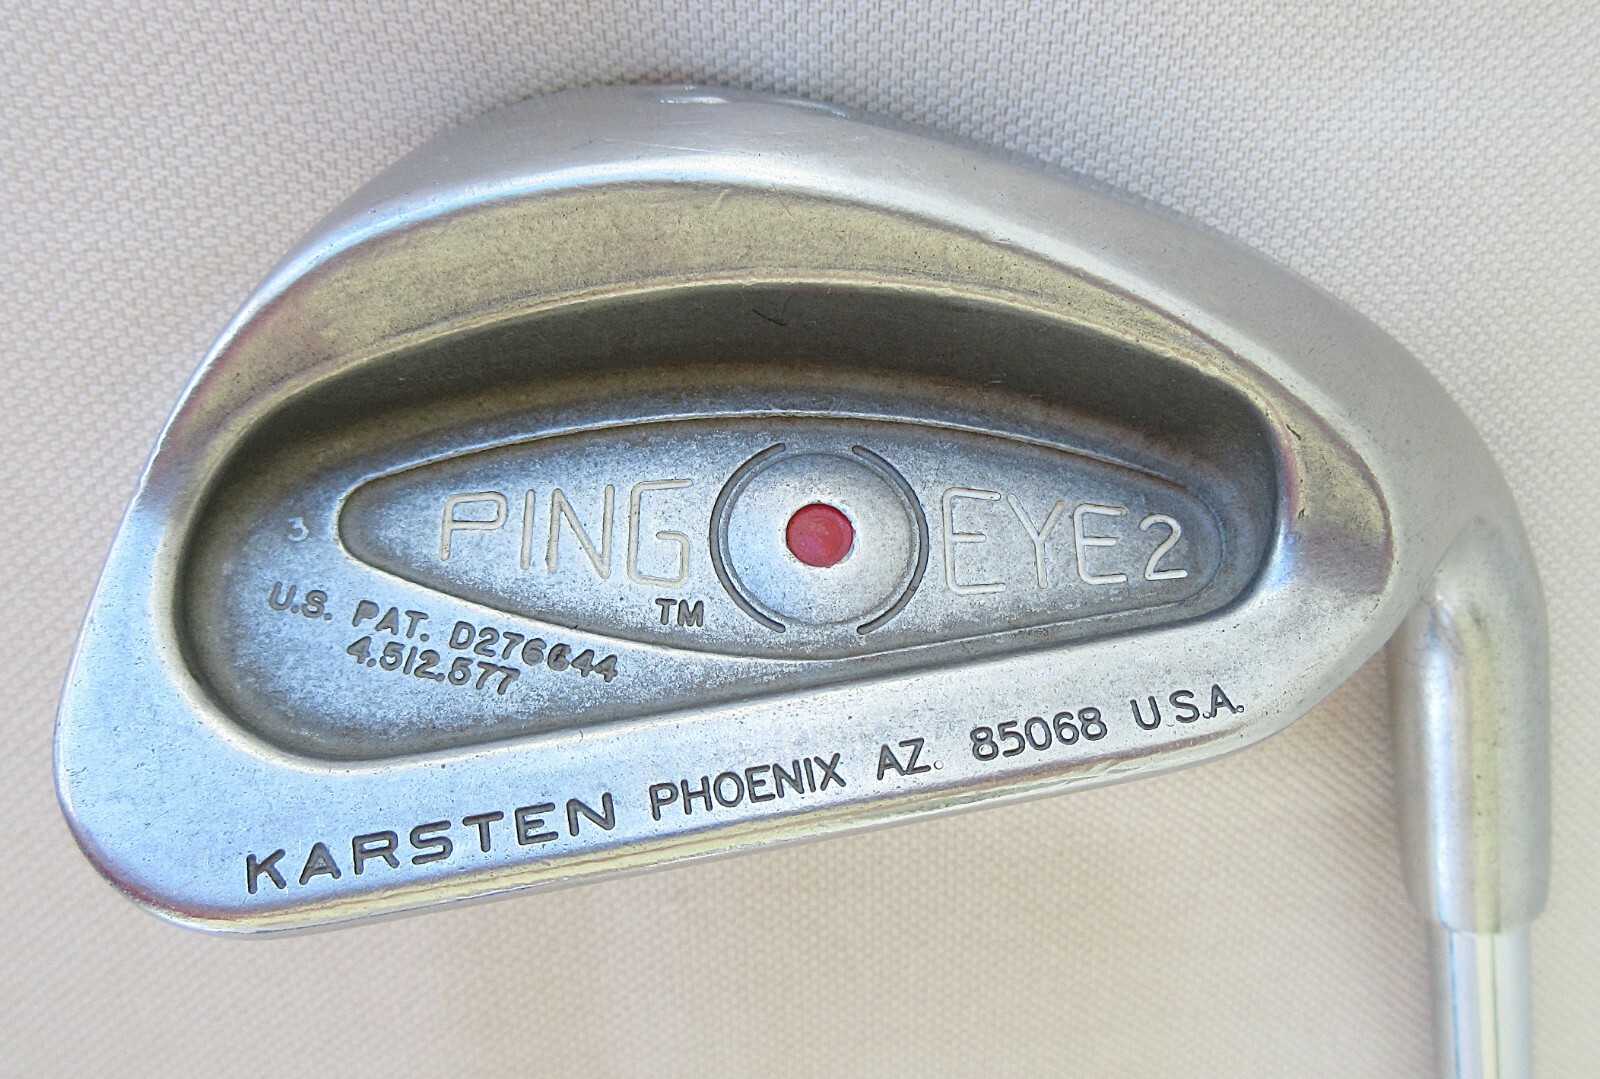 PING EYE2
TM
3
U.S. PAT. D276644
4.512.577
KARSTEN PHOENIX AZ. 85068 U.S.A.